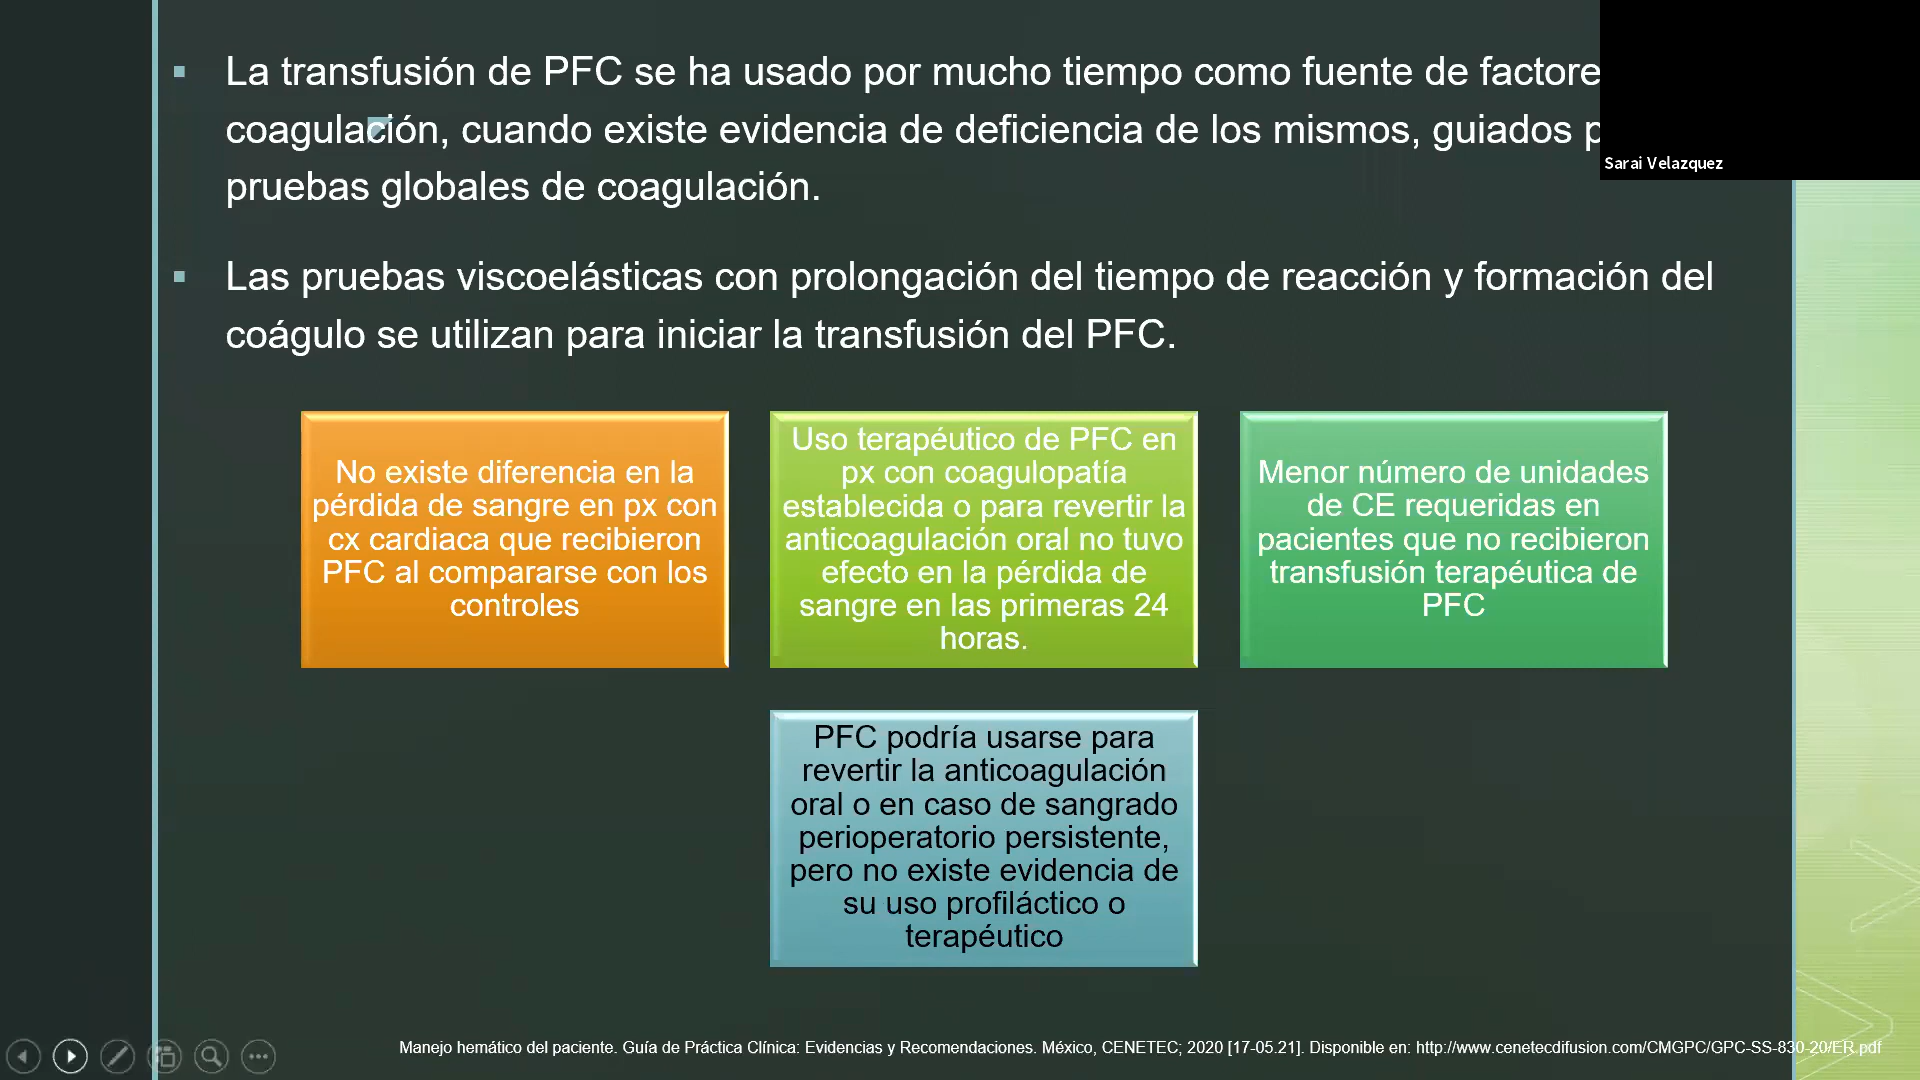 La transfusión de PFC se ha usado por mucho tiempo como fuente de factore
coagulación, cuando existe evidencia de deficiencia de los mismos, guiados p
pruebas globales de coagulación.
Las pruebas viscoelásticas con prolongación del tiempo de reacción y formación del
coágulo se utilizan para iniciar la transfusión del PFC.
Sarai Velazquez
No existe diferencia en la
pérdida de sangre en px con
cx cardiaca que recibieron
PFC al compararse con los
controles
Uso terapéutico de PFC en
px con coagulopatía
establecida o para revertir la
anticoagulación oral no tuvo
efecto en la pérdida de
sangre en las primeras 24
horas.
Menor número de unidades
de CE requeridas en
pacientes que no recibieron
transfusión terapéutica de
PFC
PFC podría usarse para
revertir la anticoagulación
oral o en caso de sangrado
perioperatorio persistente,
pero no existe evidencia de
su uso profiláctico o
terapéutico
Manejo hemático del paciente. Guía de Práctica Clínica: Evidencias y Recomendaciones. México, CENETEC; 2020 [17-05.21]. Disponible en: http://www.cenetecdifusion.com/CMGPC/GPC-SS-830-20/ER.pdf